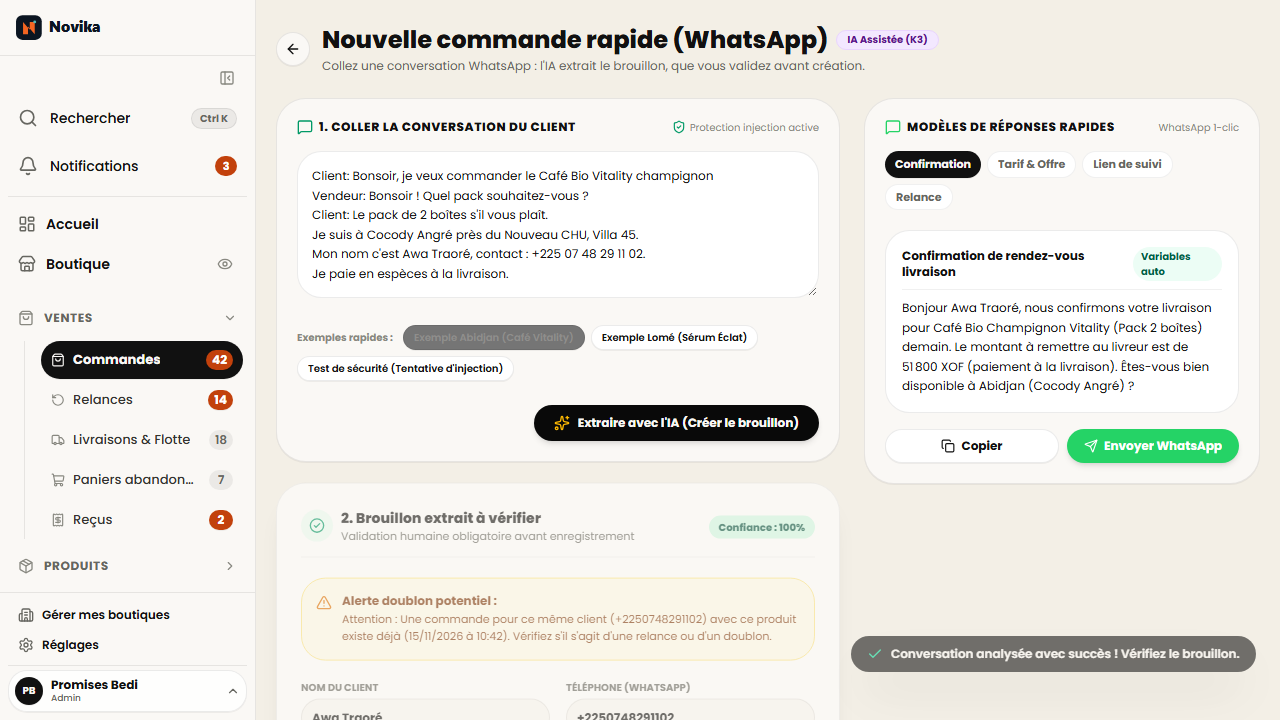 Novika
Rechercher
Ctrl K
Notifications
3
Accueil
Boutique
VENTES
Commandes
42
Relances
14
Livraisons & Flotte
18
Paniers abandon...
7
Reçus
2
PRODUITS
Gérer mes boutiques
Réglages
PB
Promises Bedi
Admin
Nouvelle commande rapide (WhatsApp)
IA Assistée (K3)
Collez une conversation WhatsApp : l'IA extrait le brouillon, que vous validez avant création.
1. COLLER LA CONVERSATION DU CLIENT
Protection injection active
Client: Bonsoir, je veux commander le Café Bio Vitality champignon
Vendeur: Bonsoir ! Quel pack souhaitez-vous ?
Client: Le pack de 2 boîtes s'il vous plaît.
Je suis à Cocody Angré près du Nouveau CHU, Villa 45.
Mon nom c'est Awa Traoré, contact : +225 07 48 29 11 02.
Je paie en espèces à la livraison.
Exemples rapides :
Exemple Abidjan (Café Vitality)
Exemple Lomé (Sérum Éclat)
Test de sécurité (Tentative d'injection)
Extraire avec l'IA (Créer le brouillon)
2. Brouillon extrait à vérifier
Validation humaine obligatoire avant enregistrement
Confiance : 100%
Alerte doublon potentiel :
Attention : Une commande pour ce même client (+2250748291102) avec ce produit
existe déjà (15/11/2026 à 10:42). Vérifiez s'il s'agit d'une relance ou d'un doublon.
NOM DU CLIENT
TÉLÉPHONE (WHATSAPP)
Awa Traoré
+2250748291102
MODÈLES DE RÉPONSES RAPIDES
WhatsApp 1-clic
Confirmation
Tarif & Offre
Lien de suivi
Relance
Confirmation de rendez-vous
livraison
Variables
auto
Bonjour Awa Traoré, nous confirmons votre livraison
pour Café Bio Champignon Vitality (Pack 2 boîtes)
demain. Le montant à remettre au livreur est de
51 800 XOF (paiement à la livraison). Êtes-vous bien
disponible à Abidjan (Cocody Angré) ?
Copier
Envoyer WhatsApp
Conversation analysée avec succès ! Vérifiez le brouillon.